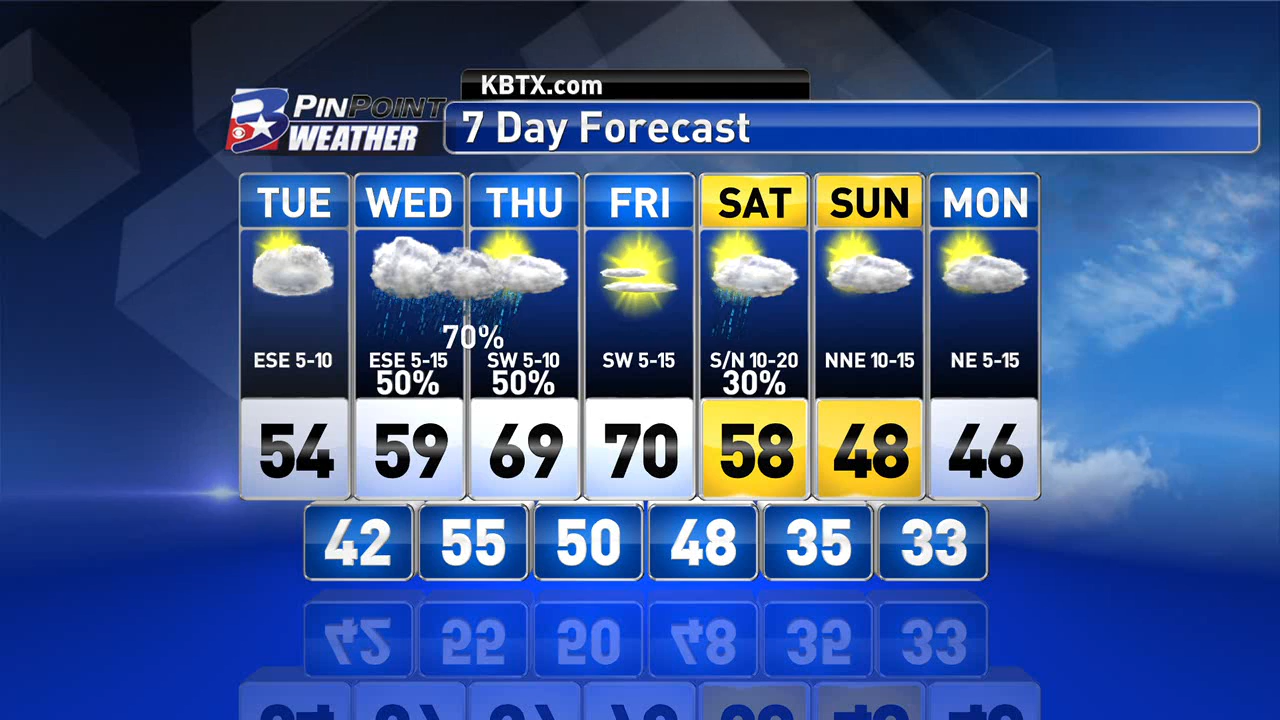 KBTX.com
PINPOINT
WEATHER
7 Day Forecast
TUE WED THU FRI SAT SUN MON
70%
ESE 5-10 ESE 5-15 SW 5-10 SW 5-15 S/N 10-20 NNE 10-15 NE 5-15
50% 50% 30%
54 59 69 70 58 48 46
42 55 50 48 35 33